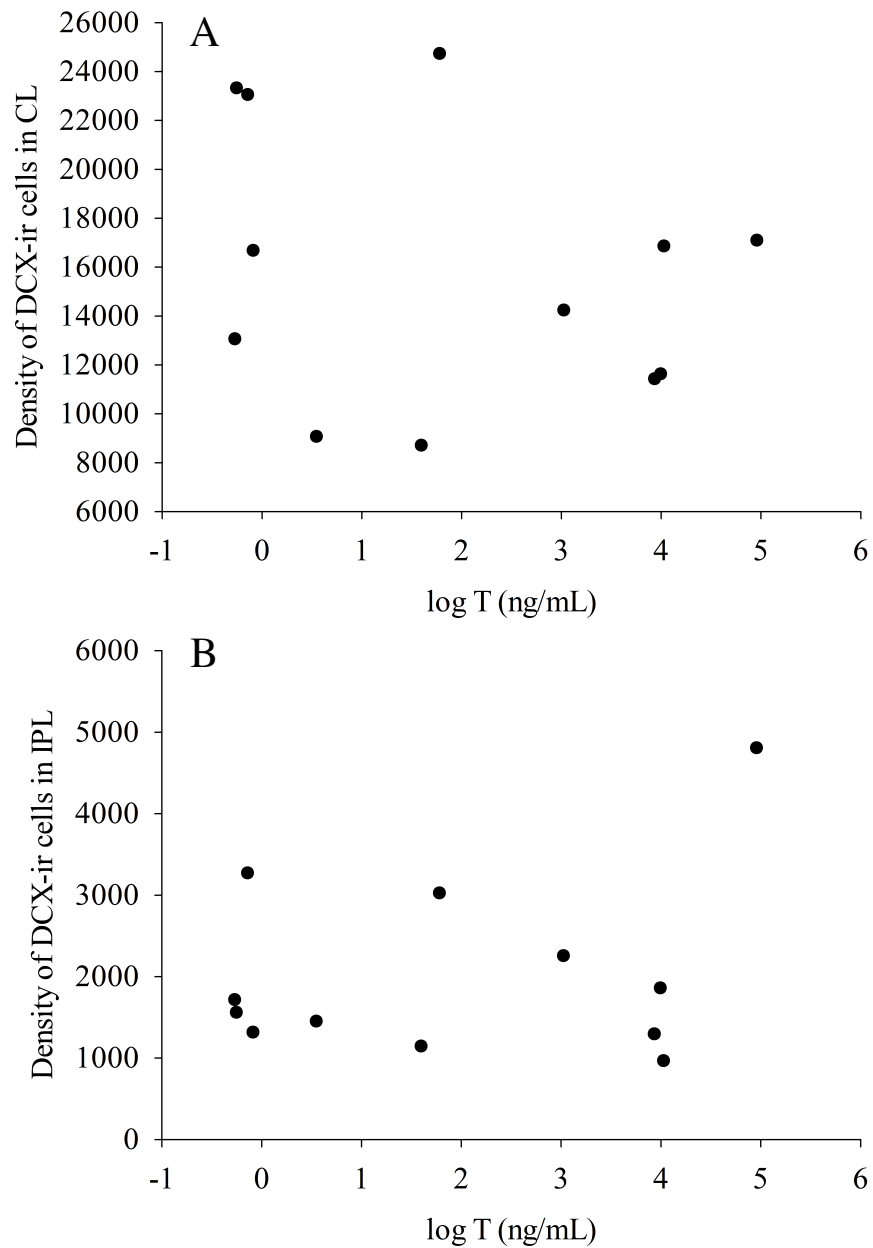 A
Density of DCX-ir cells in CL
26000
24000
22000
20000
18000
16000
14000
12000
10000
8000
6000
-1 0 1 2 3 4 5 6
log T (ng/mL)
B
Density of DCX-ir cells in IPL
6000
5000
4000
3000
2000
1000
0
-1 0 1 2 3 4 5 6
log T (ng/mL)